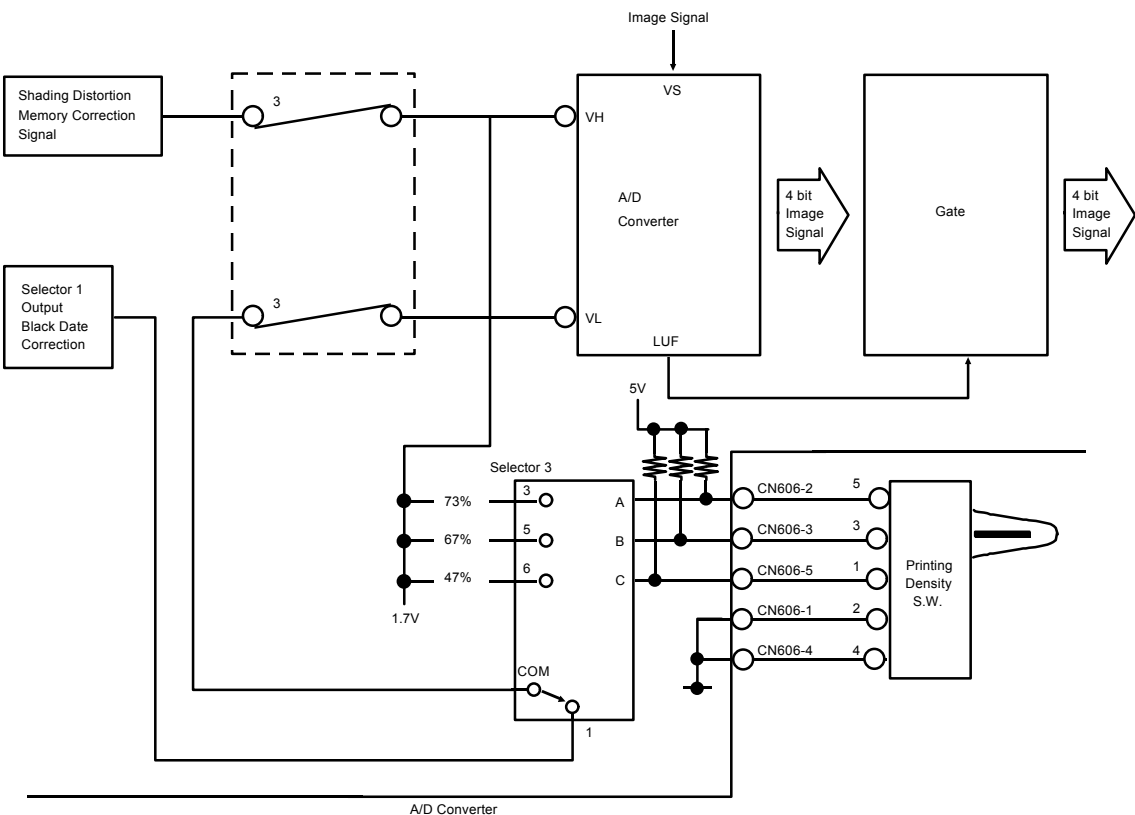 Image Signal
Shading Distortion
Memory Correction
Signal
3
VH
VS
A/D
Converter
4 bit
Image
Signal
Gate
4 bit
Image
Signal
Selector 1
Output
Black Date
Correction
3
VL
LUF
5V
Selector 3
73%
3
A
67%
5
B
47%
6
C
1.7V
COM
1
CN606-2
5
CN606-3
3
CN606-5
1
CN606-1
2
CN606-4
4
Printing
Density
S.W.
A/D Converter